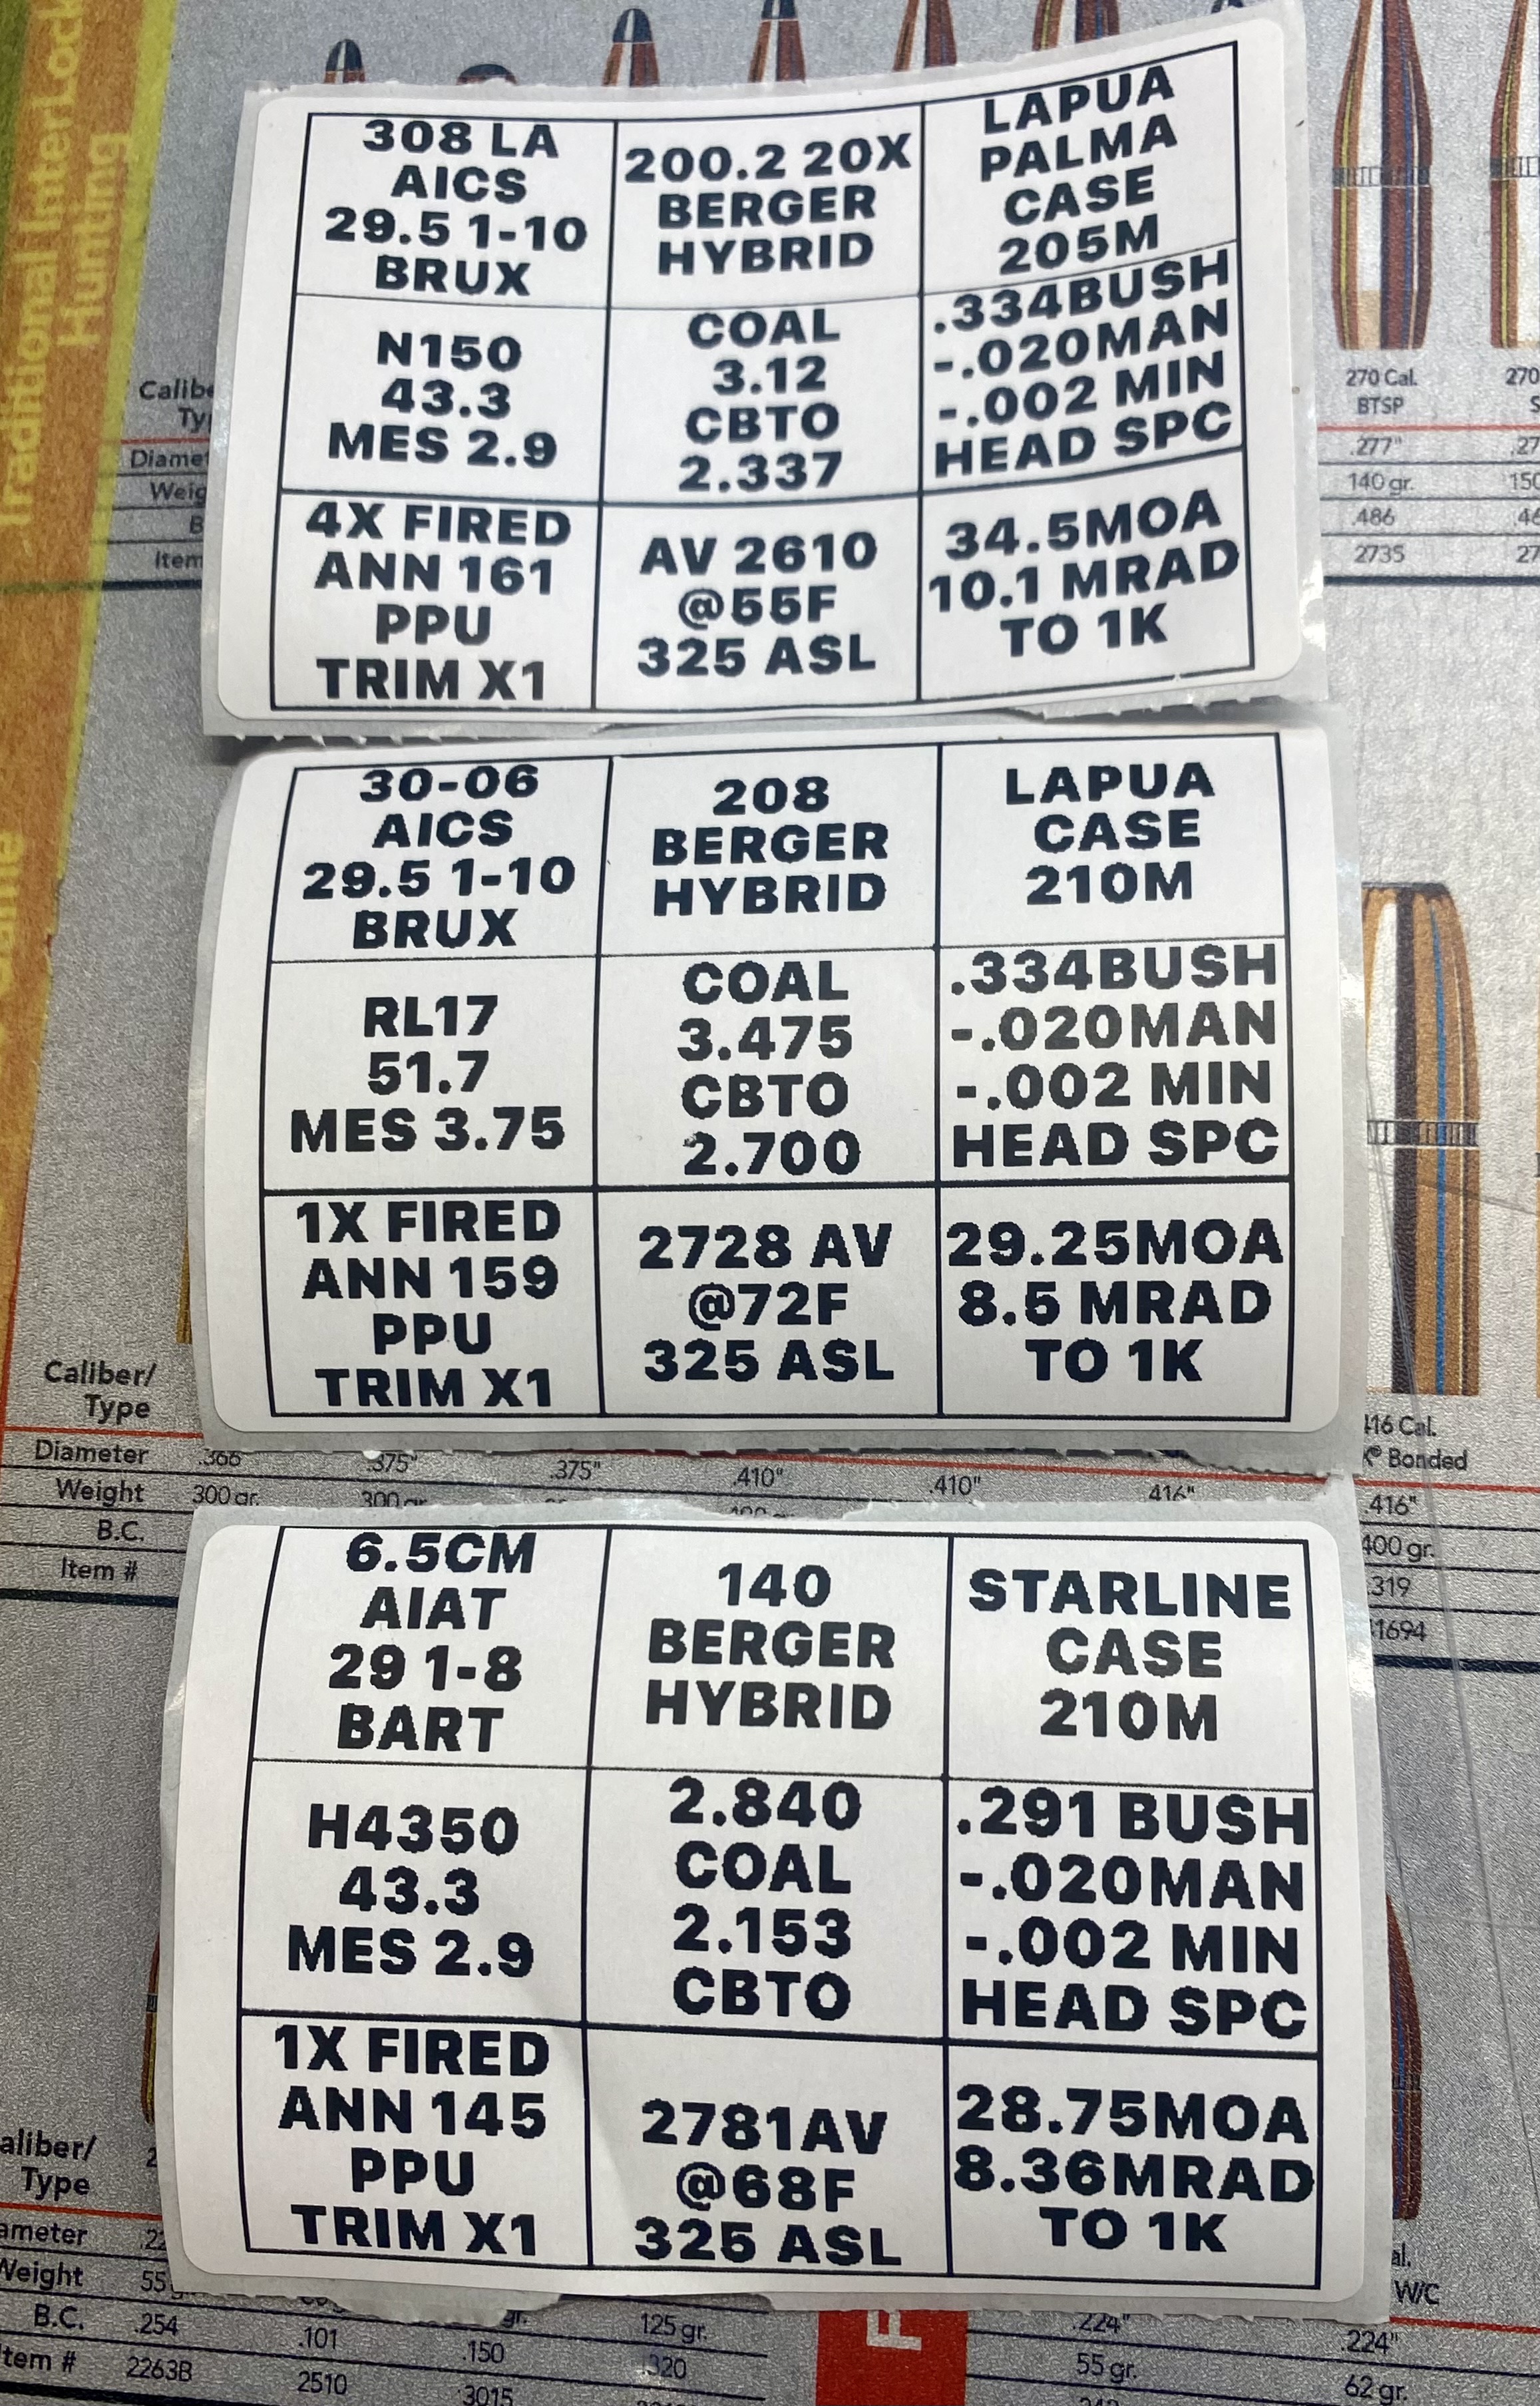 Traditional InterLock
Hunting
308 LA
AICS
29.5 1-10
BRUX
200.2 20X
BERGER
HYBRID
LAPUA
PALMA
CASE
205M
N150
43.3
MES 2.9
COAL
3.12
CBTO
2.337
.334BUSH
-.020MAN
-.002 MIN
HEAD SPC
4X FIRED
ANN 161
PPU
TRIM X1
AV 2610
@55F
325 ASL
34.5MOA
10.1 MRAD
TO 1K
270 Cal.
BTSP
.277"
140 gr.
.486
2735
Item
30-06
AICS
29.5 1-10
BRUX
208
BERGER
HYBRID
LAPUA
CASE
210M
RL17
51.7
MES 3.75
COAL
3.475
CBTO
2.700
.334BUSH
-.020MAN
-.002 MIN
HEAD SPC
1X FIRED
ANN 159
PPU
TRIM X1
2728 AV
@72F
325 ASL
29.25MOA
8.5 MRAD
TO 1K
Caliber/
Type
416 Cal.
Bonded
Diameter .366 .375" .375" .410" .410" .416" .416"
Weight 300 gr. 300 gr. 400 gr.
B.C. .319
Item #
6.5CM
AIAT
29 1-8
BART
140
BERGER
HYBRID
STARLINE
CASE
210M
H4350
43.3
MES 2.9
2.840
COAL
2.153
CBTO
.291 BUSH
-.020MAN
-.002 MIN
HEAD SPC
1X FIRED
ANN 145
PPU
TRIM X1
2781AV
@68F
325 ASL
28.75MOA
8.36MRAD
TO 1K
Type
W/C
Weight 55 125 gr. 55 gr. 62 gr.
B.C. .254 .101 .150 .320
Item # 2263B 2510 3015
.224" .224"